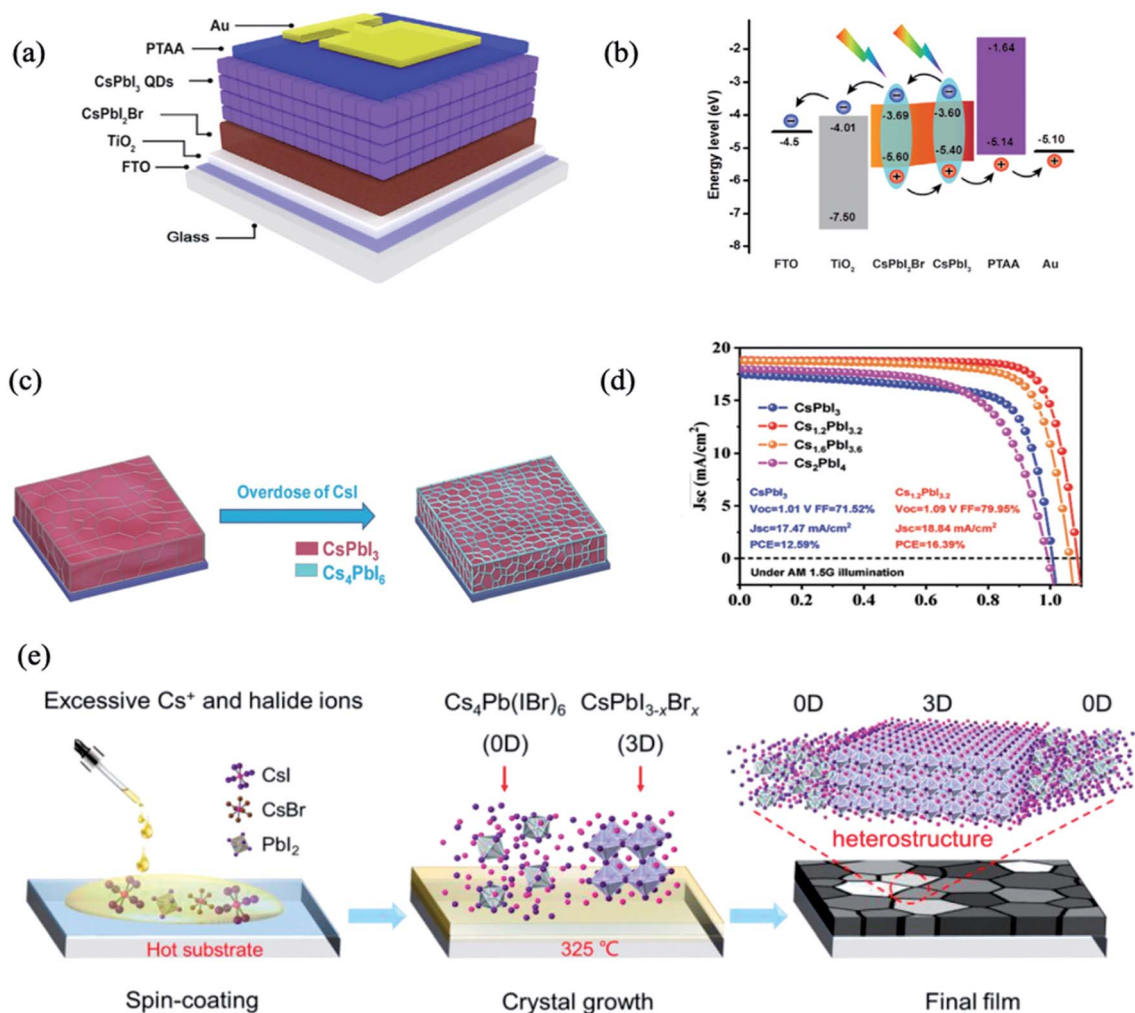 (a)
Au
PTAA
CsPbI₃ QDs
CsPbI₂Br
TiO₂
FTO
Glass
(b)
Energy level (eV)
-2
-3
-4
-5
-6
-7
-8
-4.5
-4.01
-7.50
-3.69
-5.60
-3.60
-5.40
-1.64
-5.14
-5.10
FTO TiO₂ CsPbI₂Br CsPbI₃ PTAA Au
(c)
Overdose of CsI
CsPbI₃
Cs₄PbI₆
(d)
Jsc (mA/cm²)
20
15
10
5
0
CsPbI₃
Cs₁.₂PbI₃.₂
Cs₁.₆PbI₃.₆
Cs₂PbI₄
CsPbI₃
Voc=1.01 V FF=71.52%
Jsc=17.47 mA/cm²
PCE=12.59%
Cs₁.₂PbI₃.₂
Voc=1.09 V FF=79.95%
Jsc=18.84 mA/cm²
PCE=16.39%
Under AM 1.5G illumination
0.0 0.2 0.4 0.6 0.8 1.0
(e)
Excessive Cs⁺ and halide ions
CsI
CsBr
PbI₂
Hot substrate
Spin-coating
Cs₄Pb(IBr)₆ CsPbI₃₋ₓBrₓ
(0D) (3D)
325 ℃
Crystal growth
0D 3D 0D
heterostructure
Final film